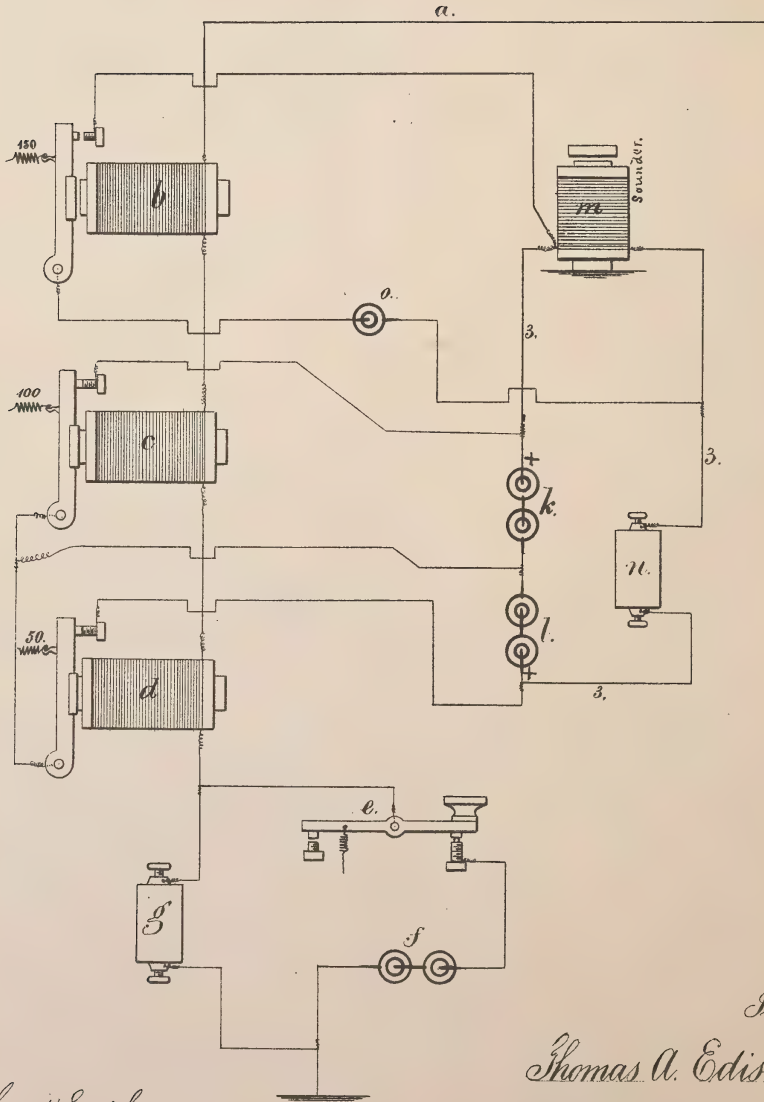 a.
150
b
m
Sounder.
o.
3.
100
c
+
k.
3.
n.
50.
l.
+
d
3.
e.
g
f
Thomas A. Edis